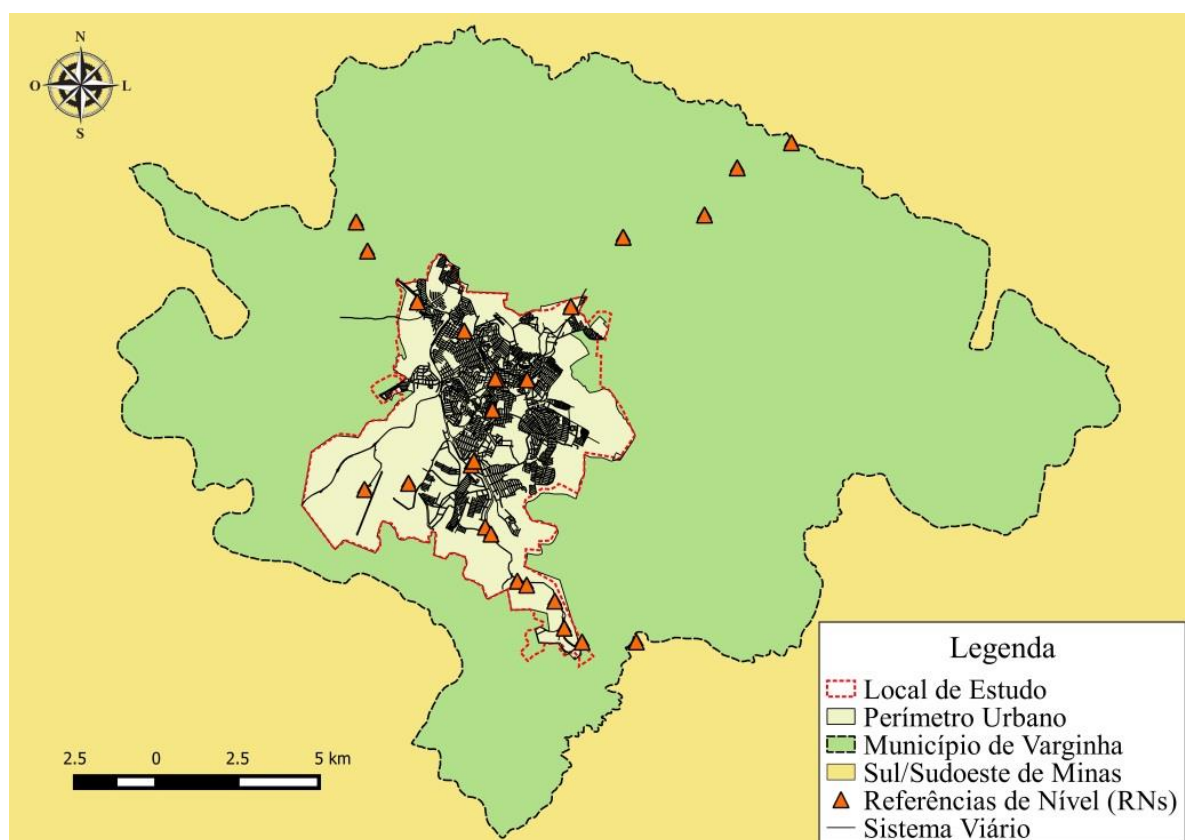 N
O L
S
2.5 0 2.5 5 km
Legenda
Local de Estudo
Perímetro Urbano
Município de Varginha
Sul/Sudoeste de Minas
Referências de Nível (RNs)
Sistema Viário